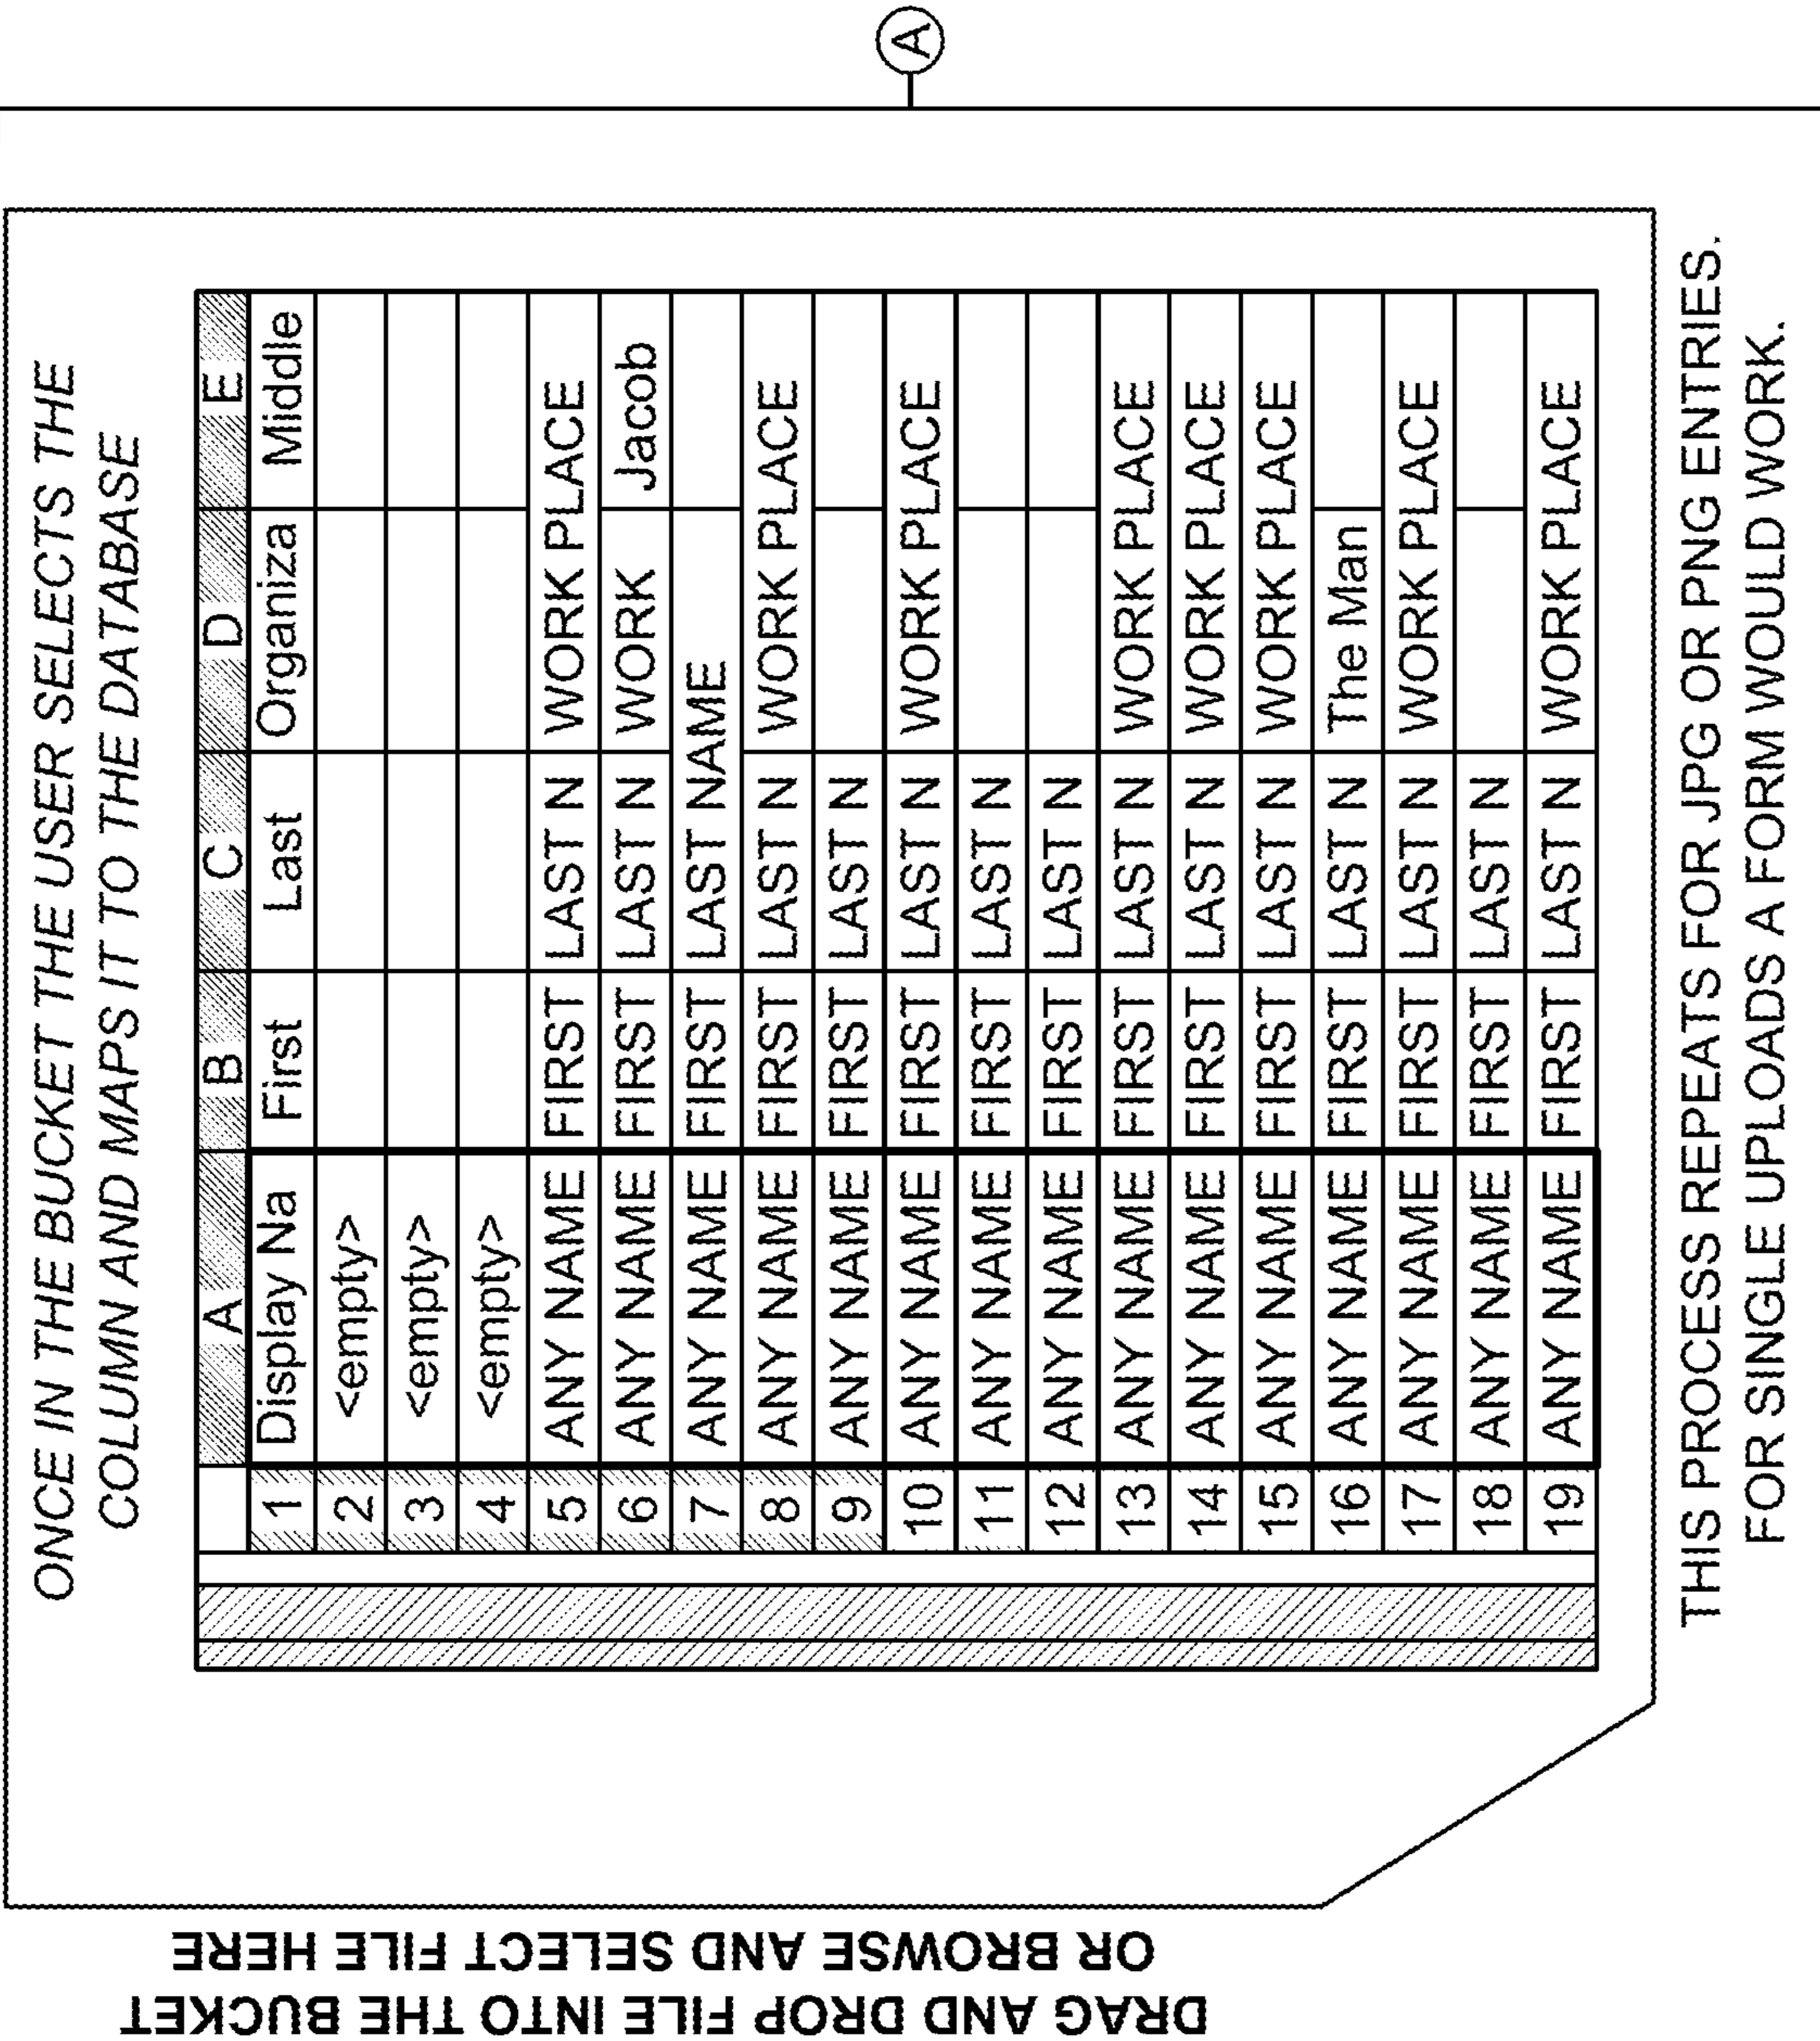 DRAG AND DROP FILE INTO THE BUCKET
OR BROWSE AND SELECT FILE HERE
ONCE IN THE BUCKET THE USER SELECTS THE
COLUMN AND MAPS IT TO THE DATABASE
A B C D E
1 Display Na First Last Organiza Middle
2 <empty>
3 <empty>
4 <empty>
5 ANY NAME FIRST LAST N WORK PLACE
6 ANY NAME FIRST LAST N WORK Jacob
7 ANY NAME FIRST LAST NAME
8 ANY NAME FIRST LAST N WORK PLACE
9 ANY NAME FIRST LAST N
10 ANY NAME FIRST LAST N WORK PLACE
11 ANY NAME FIRST LAST N
12 ANY NAME FIRST LAST N
13 ANY NAME FIRST LAST N WORK PLACE
14 ANY NAME FIRST LAST N WORK PLACE
15 ANY NAME FIRST LAST N WORK PLACE
16 ANY NAME FIRST LAST N The Man
17 ANY NAME FIRST LAST N WORK PLACE
18 ANY NAME FIRST LAST N
19 ANY NAME FIRST LAST N WORK PLACE
THIS PROCESS REPEATS FOR JPG OR PNG ENTRIES.
FOR SINGLE UPLOADS A FORM WOULD WORK.
A